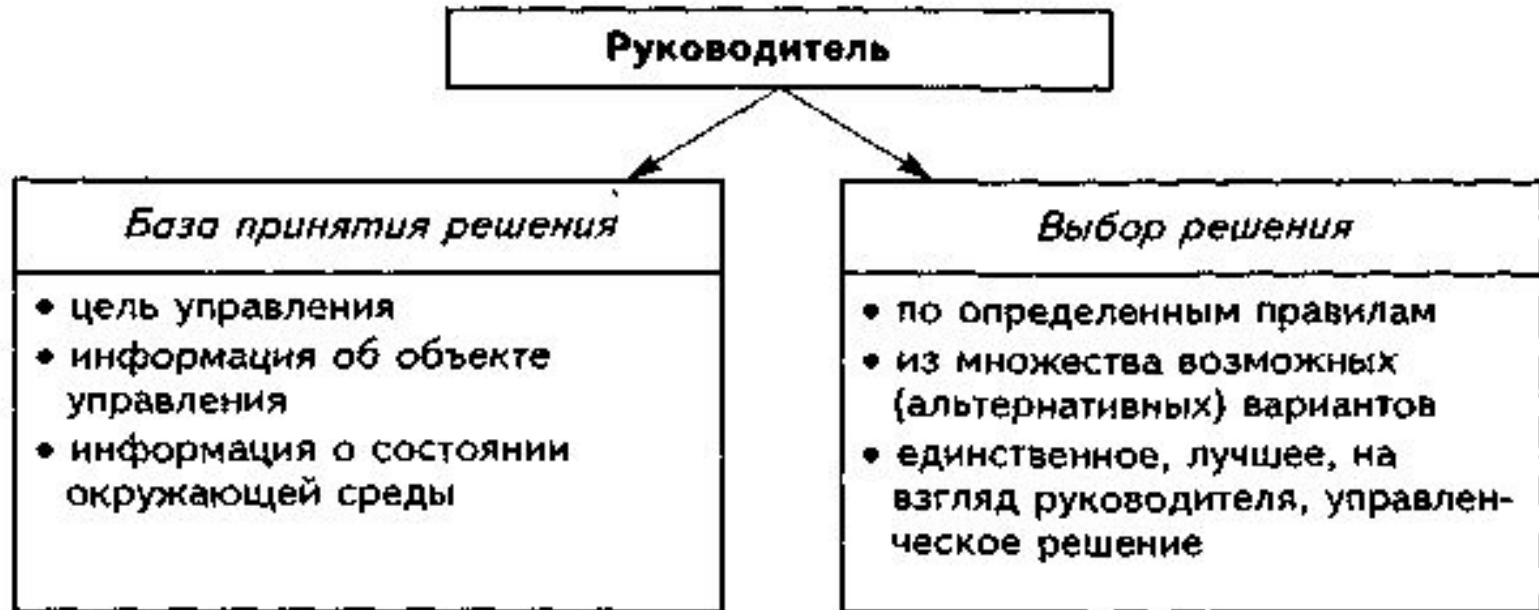 Руководитель
База принятия решения
• цель управления
• информация об объекте
управления
• информация о состоянии
окружающей среды
Выбор решения
• по определенным правилам
• из множества возможных
(альтернативных) вариантов
• единственное, лучшее, на
взгляд руководителя, управлен-
ческое решение